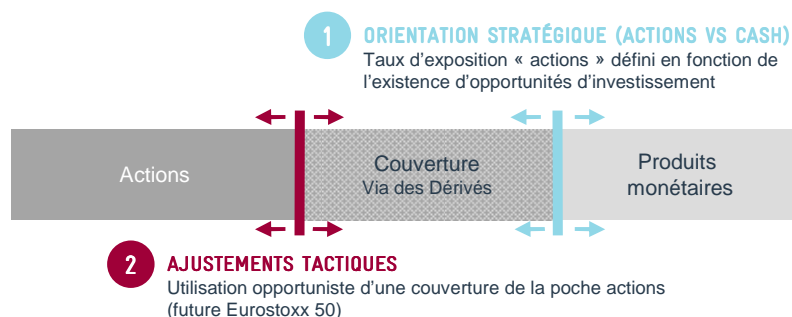 1
ORIENTATION STRATÉGIQUE (ACTIONS VS CASH)
Taux d’exposition « actions » défini en fonction de
l’existence d’opportunités d’investissement
Actions
Couverture
Via des Dérivés
Produits
monétaires
2
AJUSTEMENTS TACTIQUES
Utilisation opportuniste d’une couverture de la poche actions
(future Eurostoxx 50)